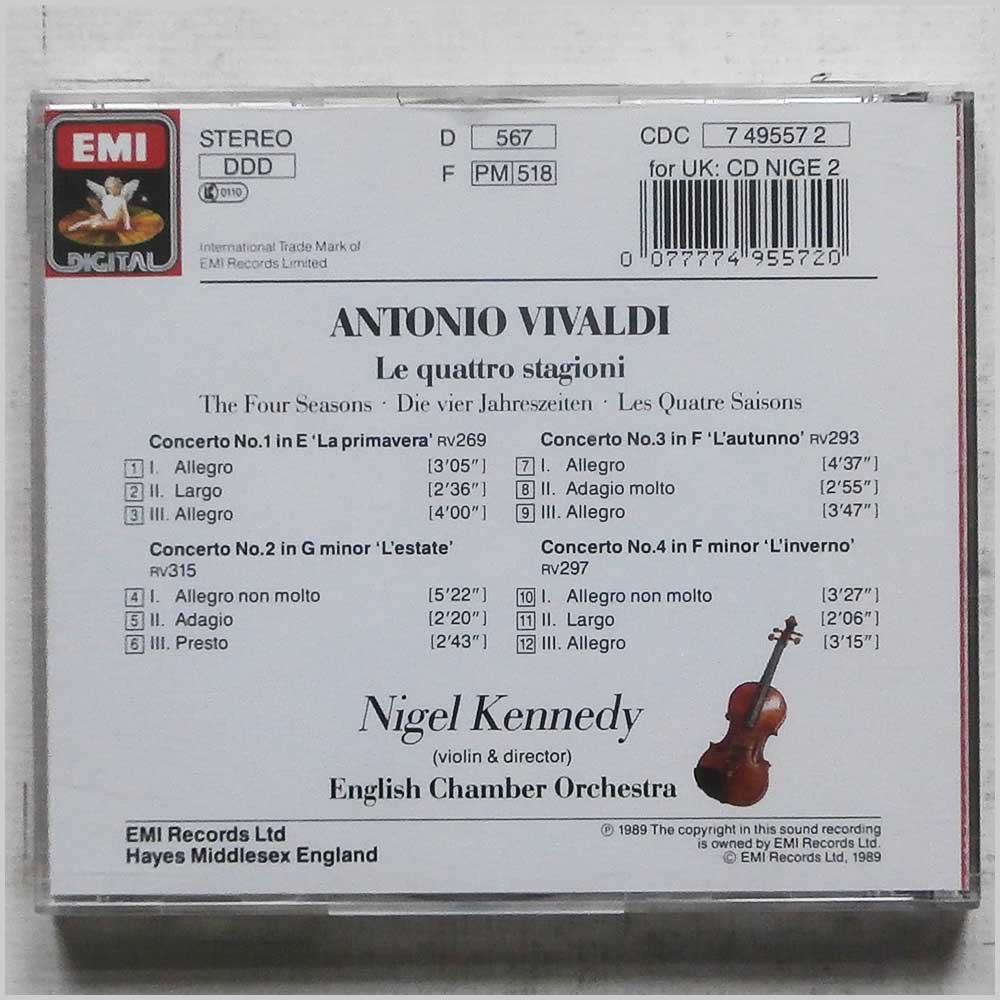 EMI
DIGITAL
STEREO
DDD
0110
International Trade Mark of
EMI Records Limited
D 567
F PM 518
CDC 7 49557 2
for UK: CD NIGE 2
0 077774 955720
ANTONIO VIVALDI
Le quattro stagioni
The Four Seasons · Die vier Jahreszeiten · Les Quatre Saisons
Concerto No.1 in E ‘La primavera’ RV269
1 I. Allegro [3′05″]
2 II. Largo [2′36″]
3 III. Allegro [4′00″]
Concerto No.2 in G minor ‘L’estate’
RV315
4 I. Allegro non molto [5′22″]
5 II. Adagio [2′20″]
6 III. Presto [2′43″]
Concerto No.3 in F ‘L’autunno’ RV293
7 I. Allegro [4′37″]
8 II. Adagio molto [2′55″]
9 III. Allegro [3′47″]
Concerto No.4 in F minor ‘L’inverno’
RV297
10 I. Allegro non molto [3′27″]
11 II. Largo [2′06″]
12 III. Allegro [3′15″]
Nigel Kennedy
(violin & director)
English Chamber Orchestra
EMI Records Ltd
Hayes Middlesex England
℗ 1989 The copyright in this sound recording
is owned by EMI Records Ltd.
© EMI Records Ltd, 1989